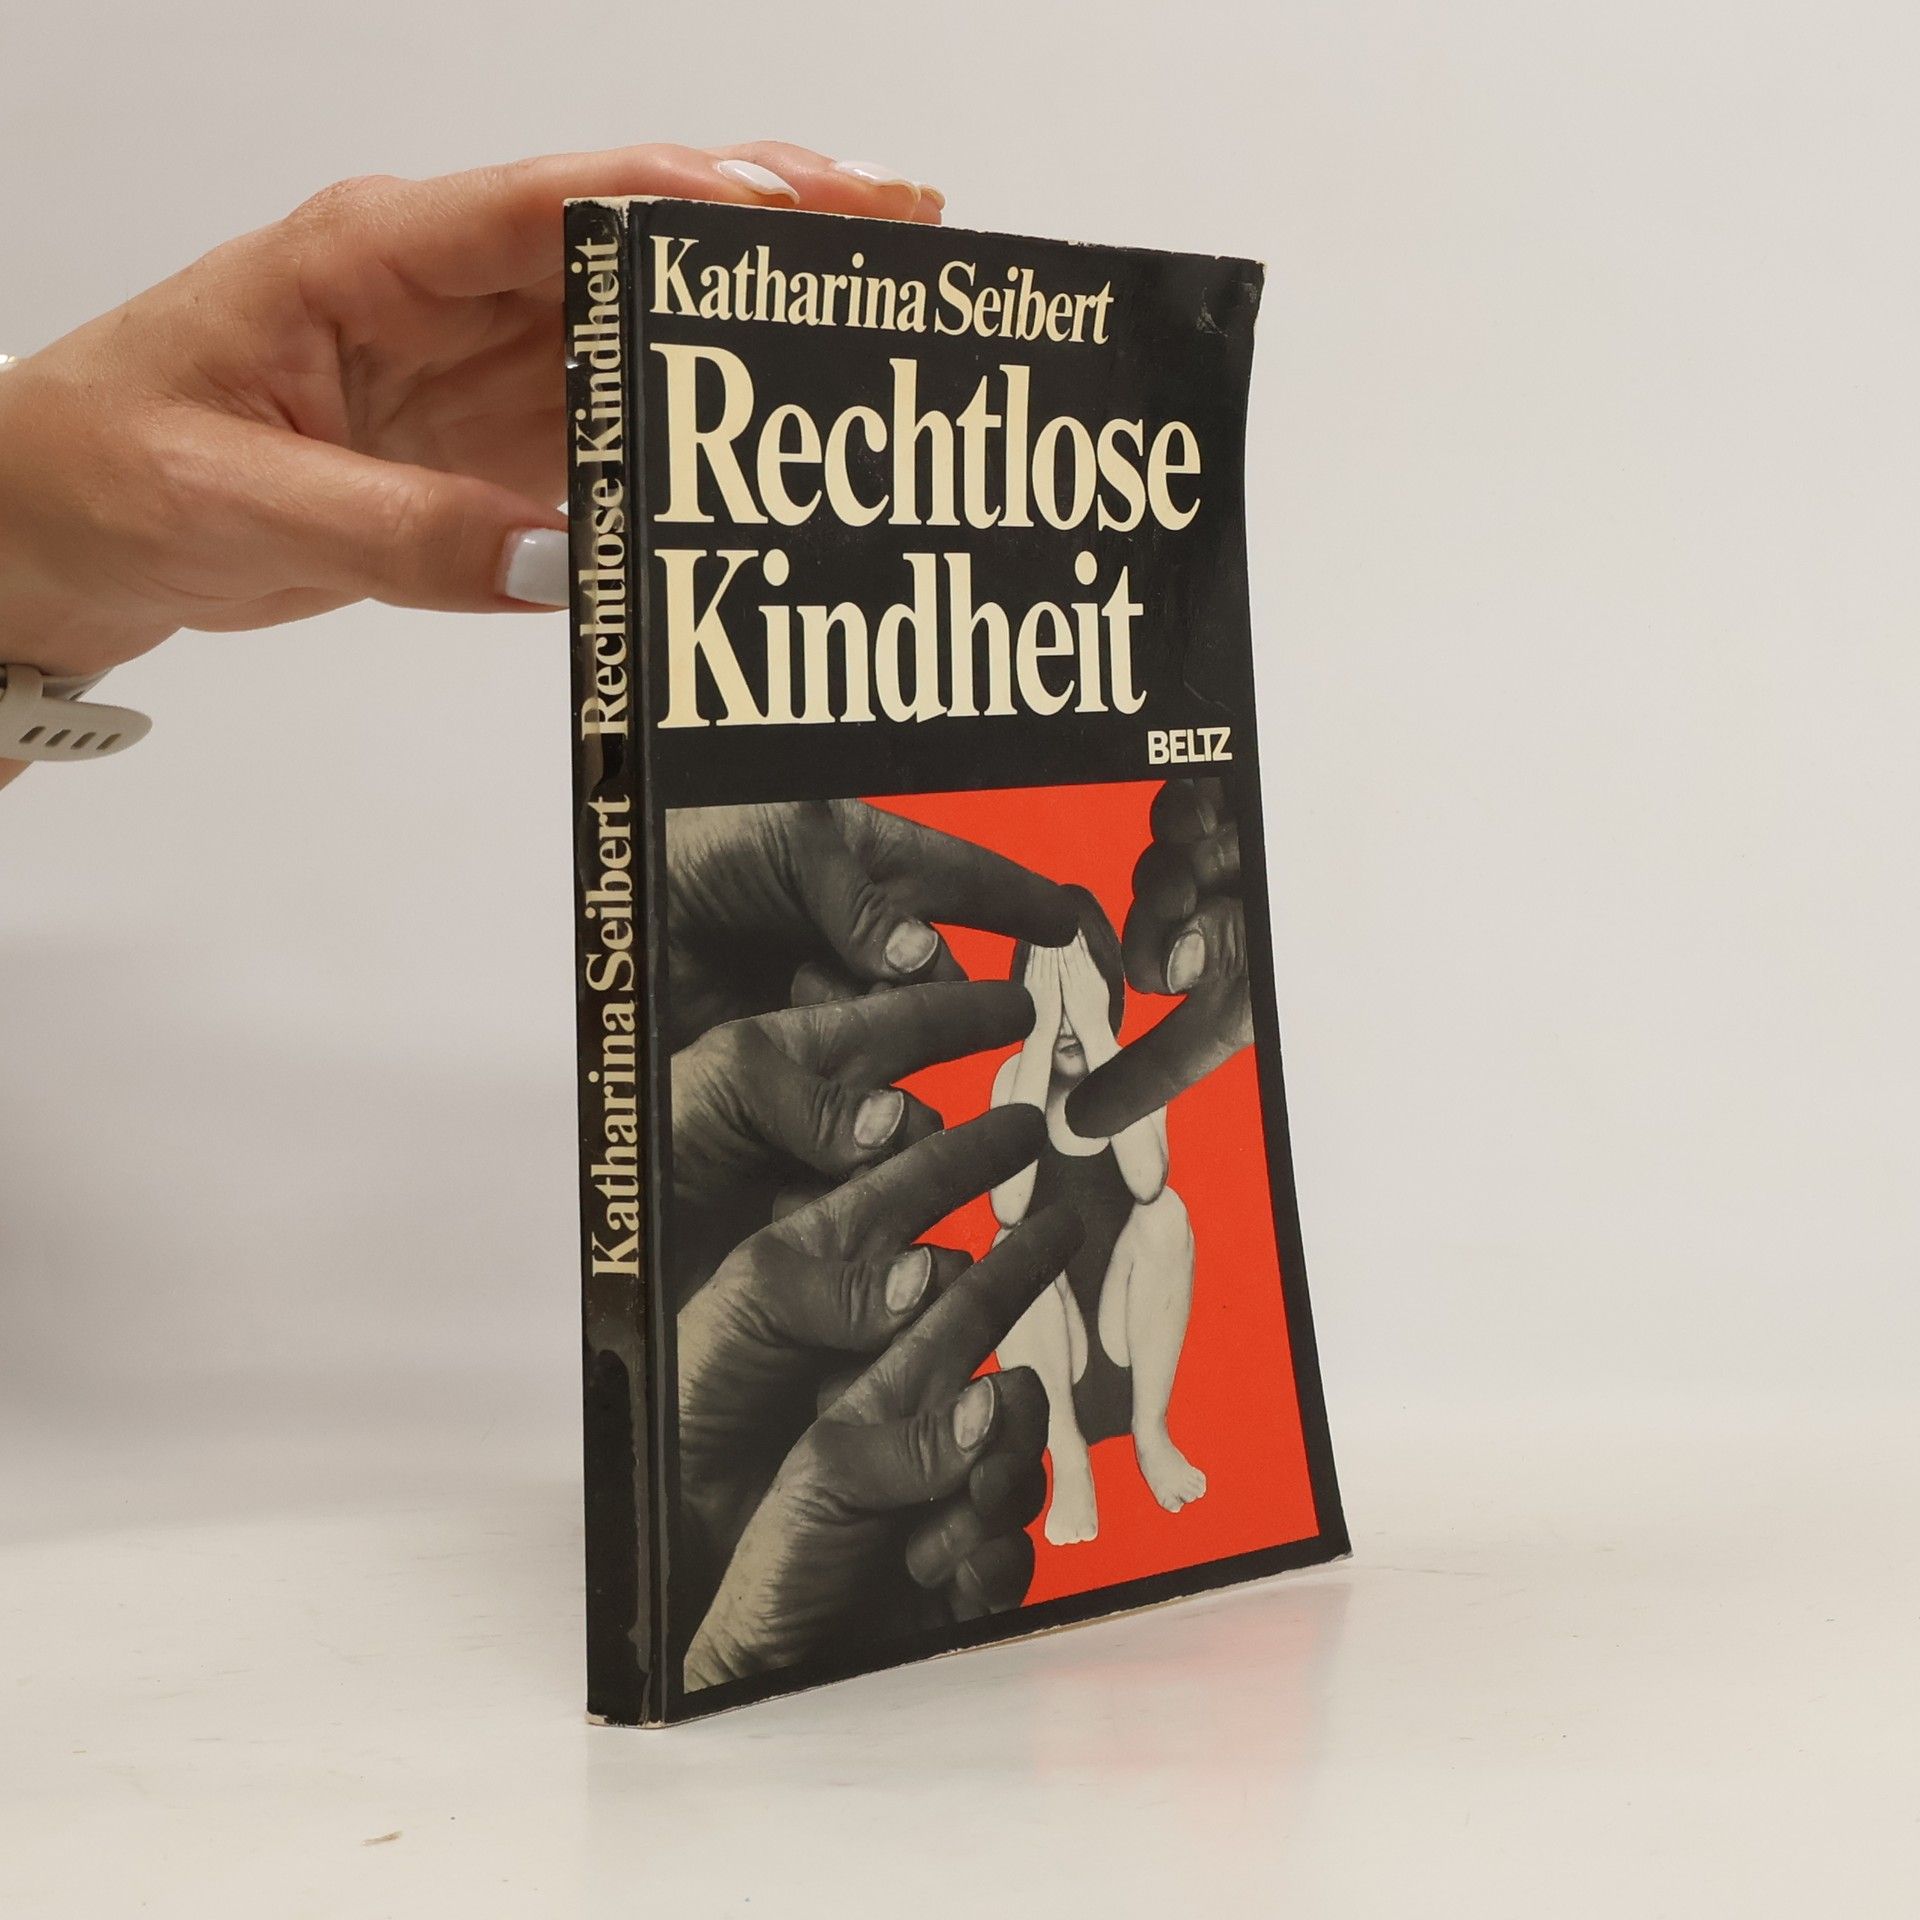 Katharina Seibert
Rechtlose
Kindheit
BELTZ
Katharina Seibert Rechtlose Kindheit